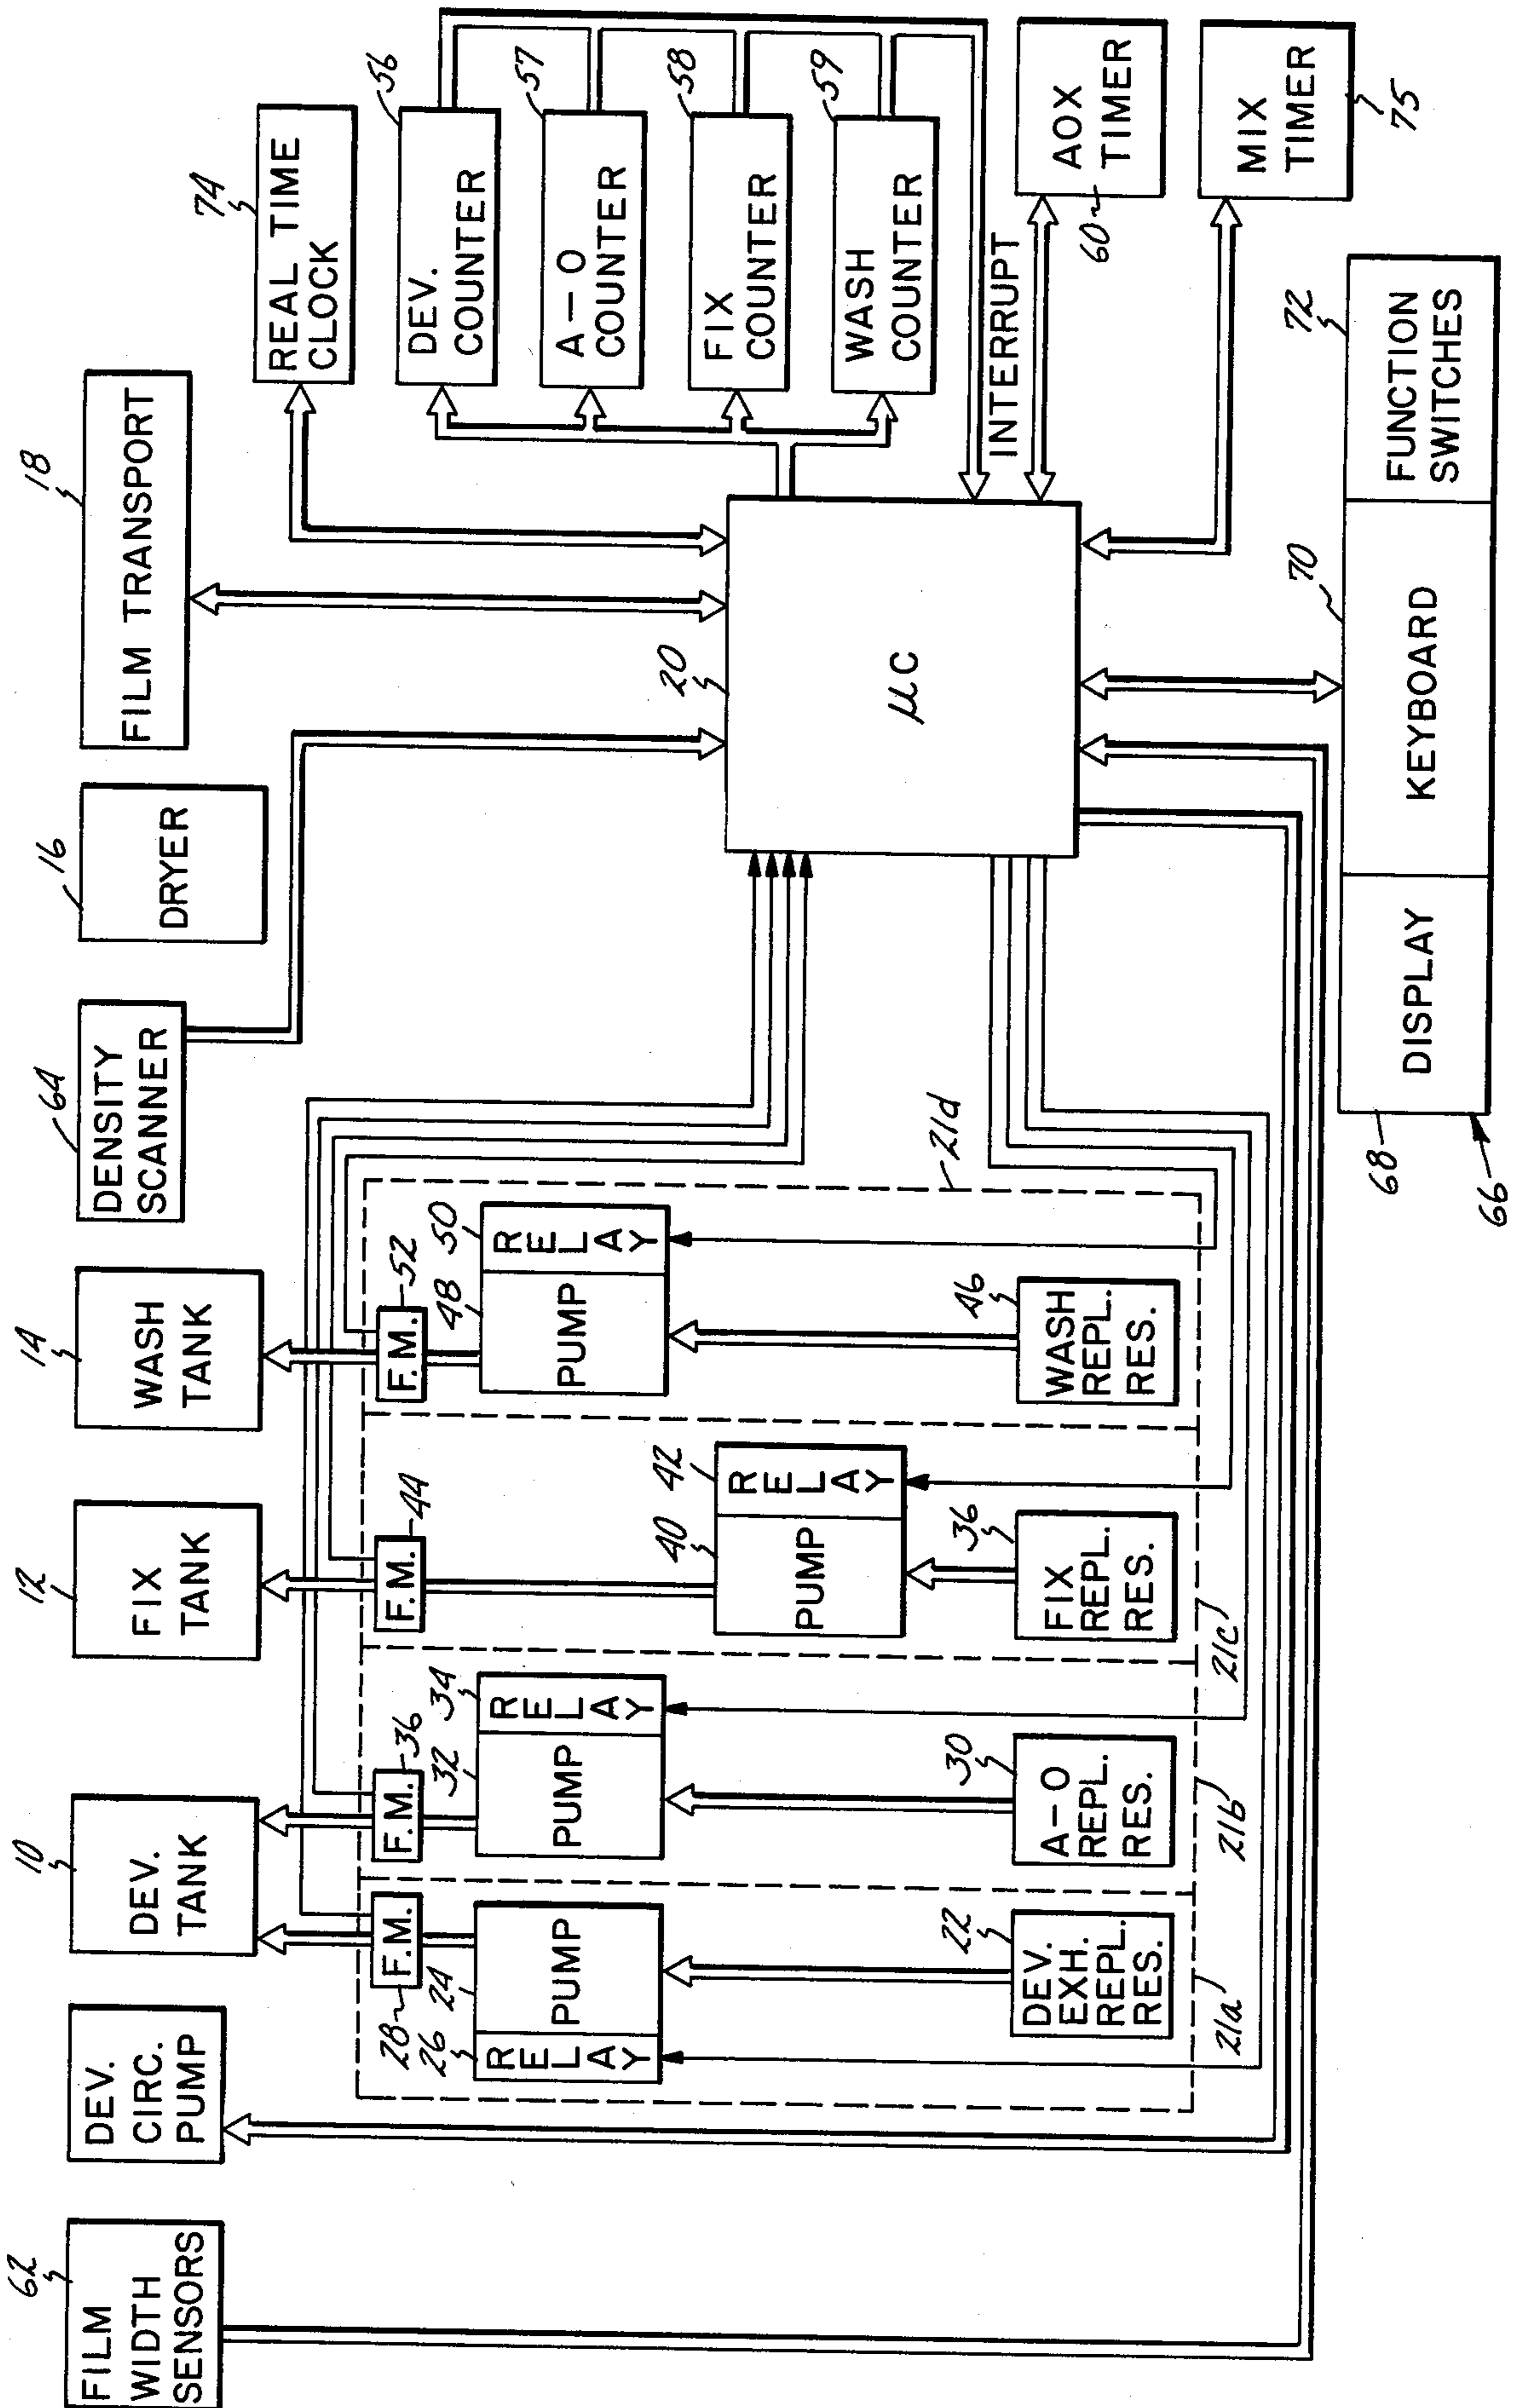 62
FILM
WIDTH
SENSORS
DEV.
CIRC.
PUMP
10
DEV.
TANK
12
FIX
TANK
14
WASH
TANK
64
DENSITY
SCANNER
16
DRYER
18
FILM TRANSPORT
74
REAL TIME
CLOCK
56
DEV.
COUNTER
57
A-O
COUNTER
58
FIX
COUNTER
59
WASH
COUNTER
INTERRUPT
60
AOX
TIMER
MIX
TIMER
75
20
μC
28
F.M.
26
RELAY
24
PUMP
22
DEV.
EXH.
REPL.
RES.
21a
F.M.
36
32
PUMP
34
RELAY
30
A-O
REPL.
RES.
21b
F.M.
44
40
PUMP
42
RELAY
36
FIX
REPL.
RES.
21c
F.M.
52
48
PUMP
50
RELAY
46
WASH
REPL.
RES.
21d
68
DISPLAY
70
KEYBOARD
72
FUNCTION
SWITCHES
66